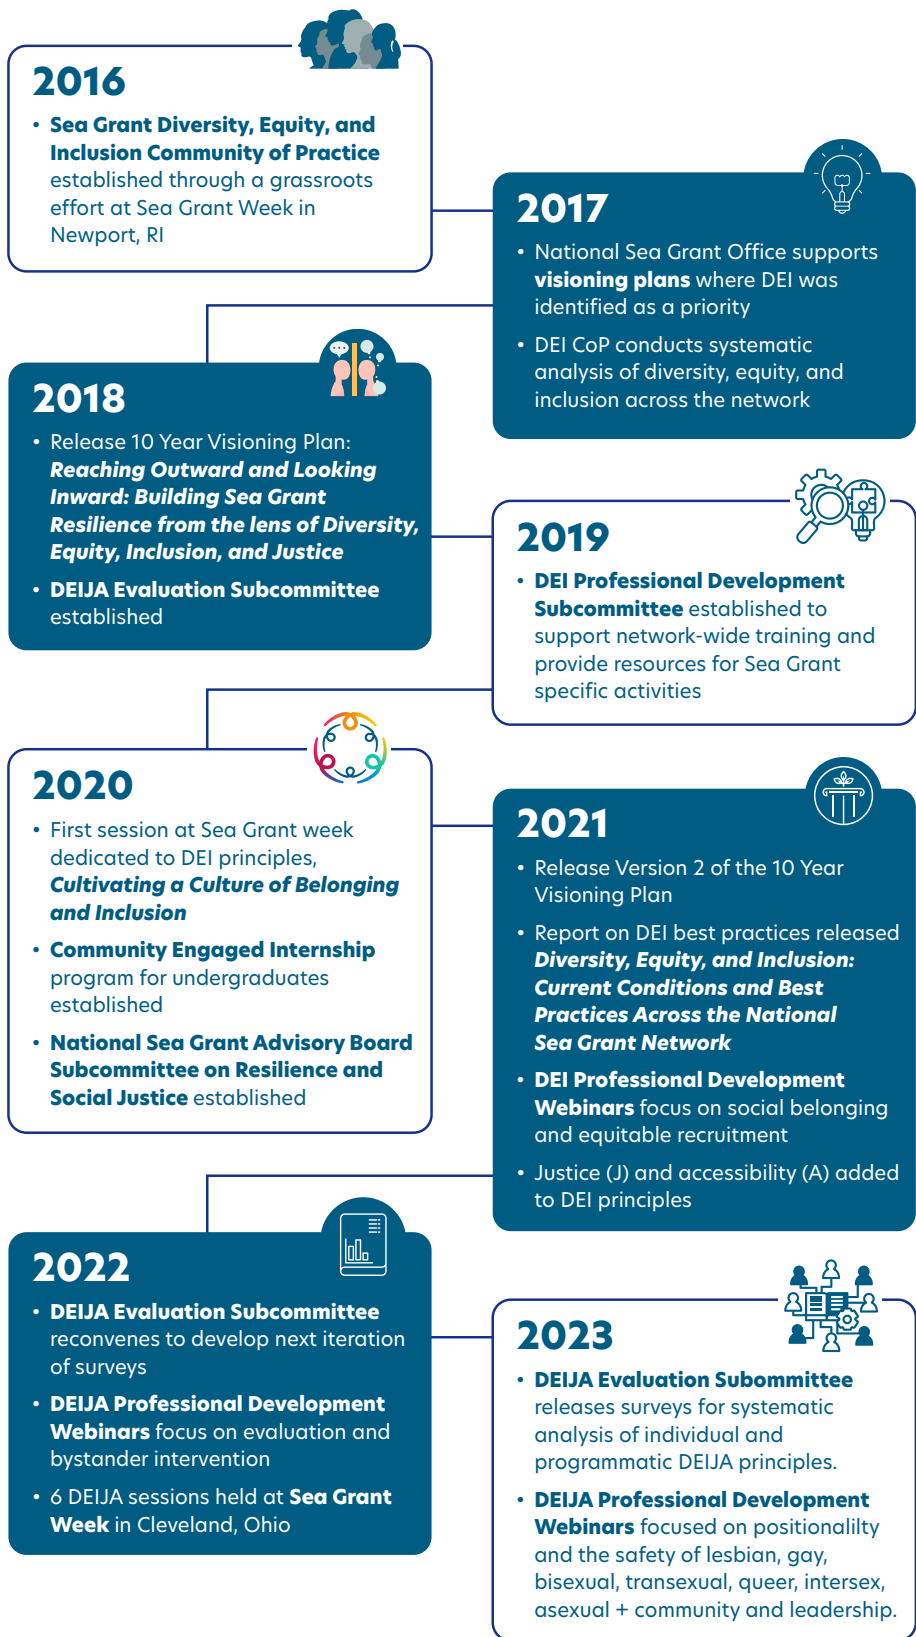 2016
• Sea Grant Diversity, Equity, and
Inclusion Community of Practice
established through a grassroots
effort at Sea Grant Week in
Newport, RI
2017
• National Sea Grant Office supports
visioning plans where DEI was
identified as a priority
• DEI CoP conducts systematic
analysis of diversity, equity, and
inclusion across the network
2018
• Release 10 Year Visioning Plan:
Reaching Outward and Looking
Inward: Building Sea Grant
Resilience from the lens of Diversity,
Equity, Inclusion, and Justice
• DEIJA Evaluation Subcommittee
established
2019
• DEI Professional Development
Subcommittee established to
support network-wide training and
provide resources for Sea Grant
specific activities
2020
• First session at Sea Grant week
dedicated to DEI principles,
Cultivating a Culture of Belonging
and Inclusion
• Community Engaged Internship
program for undergraduates
established
• National Sea Grant Advisory Board
Subcommittee on Resilience and
Social Justice established
2021
• Release Version 2 of the 10 Year
Visioning Plan
• Report on DEI best practices released
Diversity, Equity, and Inclusion:
Current Conditions and Best
Practices Across the National
Sea Grant Network
• DEI Professional Development
Webinars focus on social belonging
and equitable recruitment
• Justice (J) and accessibility (A) added
to DEI principles
2022
• DEIJA Evaluation Subcommittee
reconvenes to develop next iteration
of surveys
• DEIJA Professional Development
Webinars focus on evaluation and
bystander intervention
• 6 DEIJA sessions held at Sea Grant
Week in Cleveland, Ohio
2023
• DEIJA Evaluation Subommittee
releases surveys for systematic
analysis of individual and
programmatic DEIJA principles.
• DEIJA Professional Development
Webinars focused on positionalilty
and the safety of lesbian, gay,
bisexual, transexual, queer, intersex,
asexual + community and leadership.